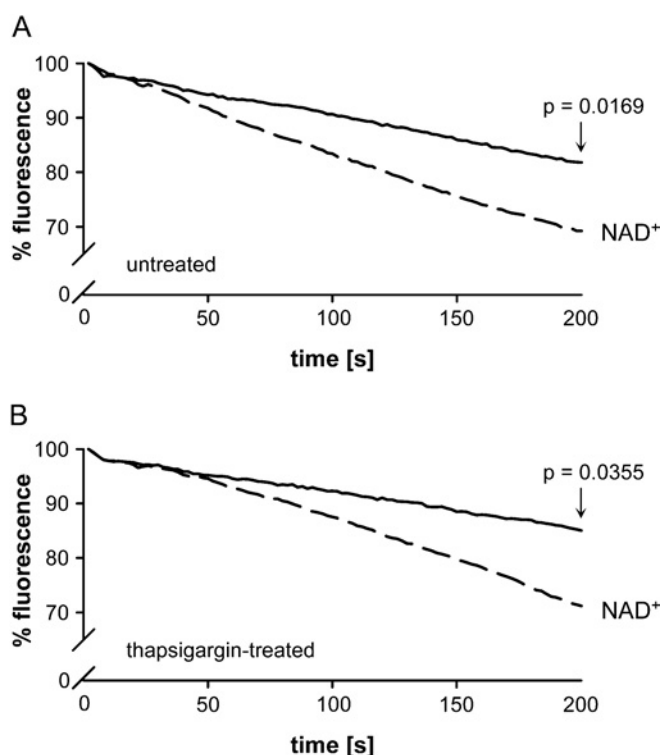 A
% fluorescence
100
90
80
70
0
p = 0.0169
NAD⁺
untreated
0 50 100 150 200
time [s]
B
% fluorescence
100
90
80
70
0
p = 0.0355
NAD⁺
thapsigargin-treated
0 50 100 150 200
time [s]